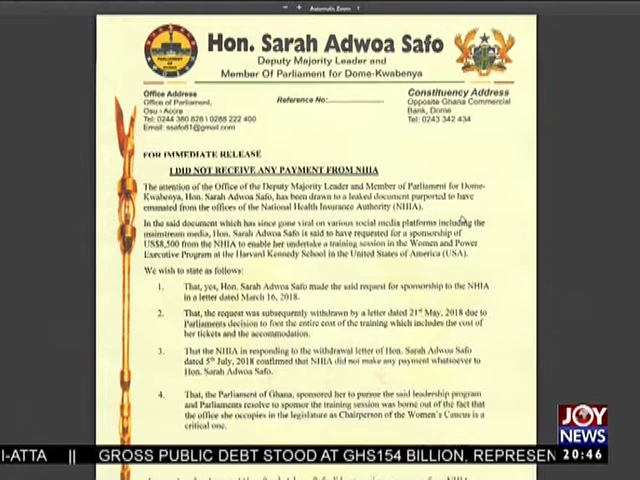 Automatic Zoom
Hon. Sarah Adwoa Safo
Deputy Majority Leader and
Member of Parliament for Dome-Kwabenya
Office Address
Office of Parliament,
Osu - Accra
Tel: 0244 380 828 \ 0288 222 400
Email: ssafo81@gmail.com
Reference No:
Constituency Address
Opposite Ghana Commercial
Bank, Dome
Tel: 0243 342 434
FOR IMMEDIATE RELEASE
I DID NOT RECEIVE ANY PAYMENT FROM NHIA
The attention of the Office of the Deputy Majority Leader and Member of Parliament for Dome-
Kwabenya, Hon. Sarah Adwoa Safo, has been drawn to a leaked document purported to have
emanated from the offices of the National Health Insurance Authority (NHIA).
In the said document which has since gone viral on various social media platforms including the
mainstream media, Hon. Sarah Adwoa Safo is said to have requested for a sponsorship of
US$8,500 from the NHIA to enable her undertake a training session in the Women and Power
Executive Program at the Harvard Kennedy School in the United States of America (USA).
We wish to state as follows:
1. That, yes, Hon. Sarah Adwoa Safo made the said request for sponsorship to the NHIA
in a letter dated March 16, 2018.
2. That, the request was subsequently withdrawn by a letter dated 21st May, 2018 due to
Parliaments decision to foot the entire cost of the training which includes the cost of
her tickets and the accommodation.
3. That the NHIA in responding to the withdrawal letter of Hon. Sarah Adwoa Safo
dated 5th July, 2018 confirmed that NHIA did not make any payment whatsoever to
Hon. Sarah Adwoa Safo.
4. That, the Parliament of Ghana, sponsored her to pursue the said leadership program
and Parliaments resolve to sponsor the training session was borne out of the fact that
the office she occupies in the legislature as Chairperson of the Women's Caucus is a
critical one.
JOY
NEWS
20:46
I-ATTA || GROSS PUBLIC DEBT STOOD AT GHS154 BILLION, REPRESEN